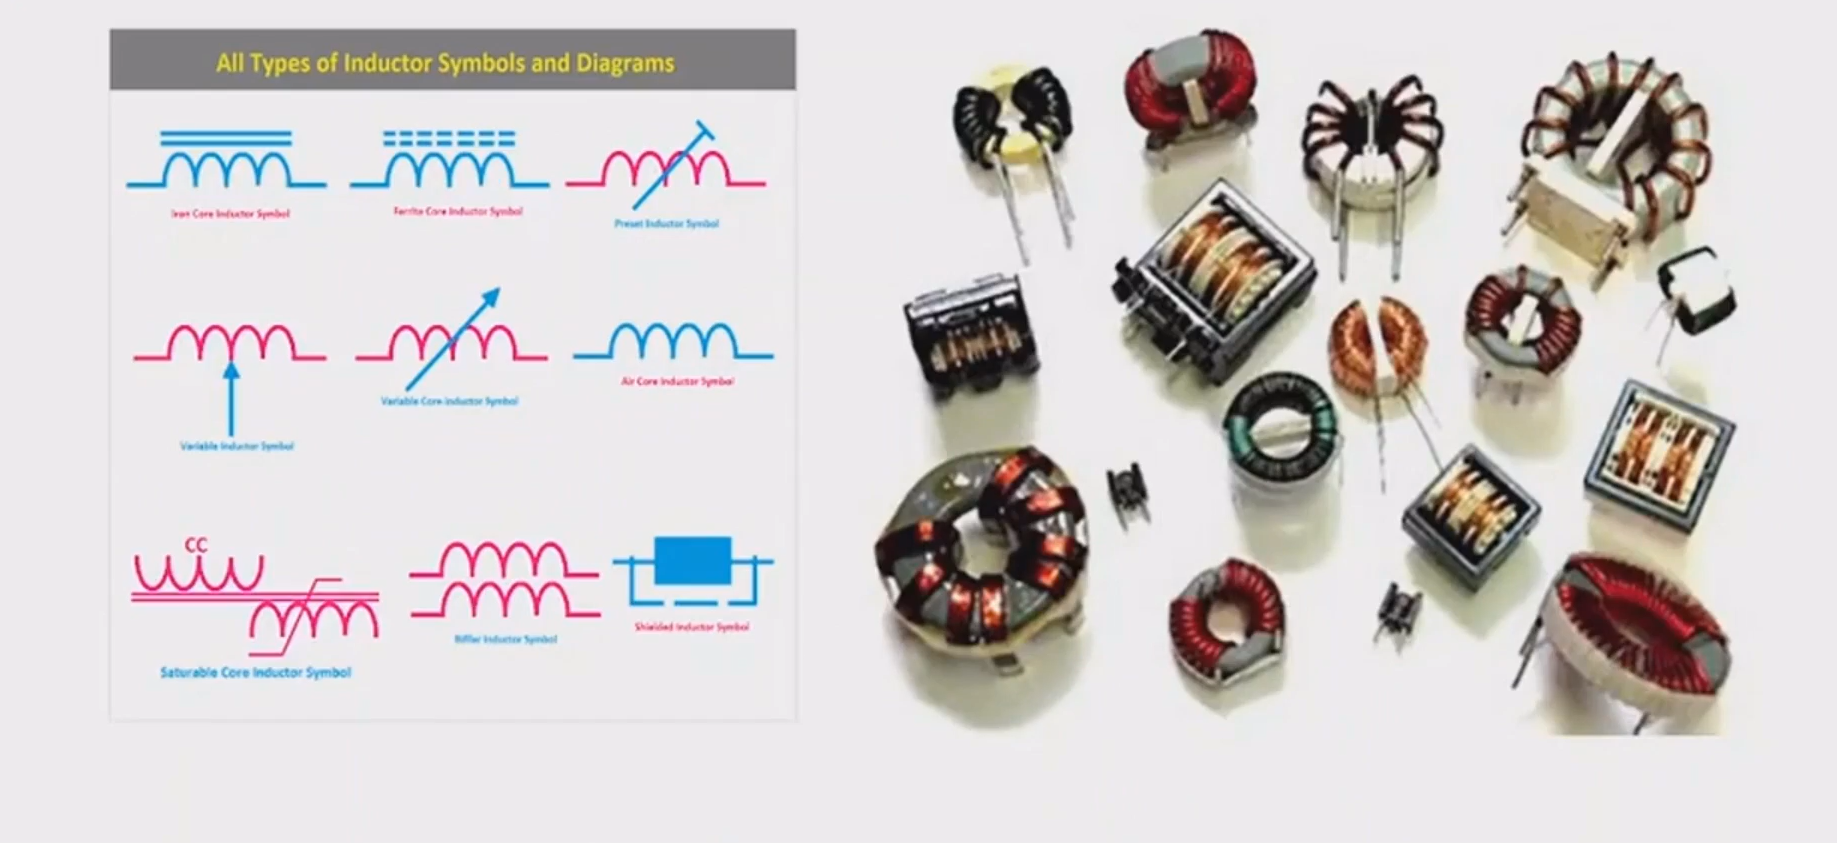 All Types of Inductor Symbols and Diagrams
Iron Core Inductor Symbol
Ferrite Core Inductor Symbol
Preset Inductor Symbol
Variable Inductor Symbol
Variable Core inductor Symbol
Air Core Inductor Symbol
CC
Saturable Core Inductor Symbol
Inductor Symbol
Shielded Inductor Symbol